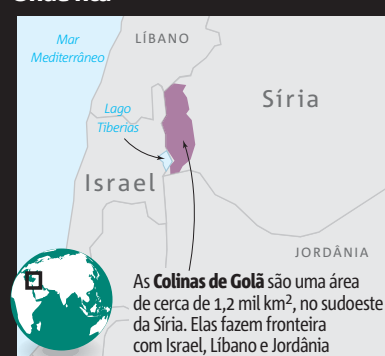 Mar
Mediterrâneo
LÍBANO
Síria
Lago
Tiberías
Israel
JORDÂNIA
As Colinas de Golã são uma área
de cerca de 1,2 mil km², no sudoeste
da Síria. Elas fazem fronteira
com Israel, Líbano e Jordânia